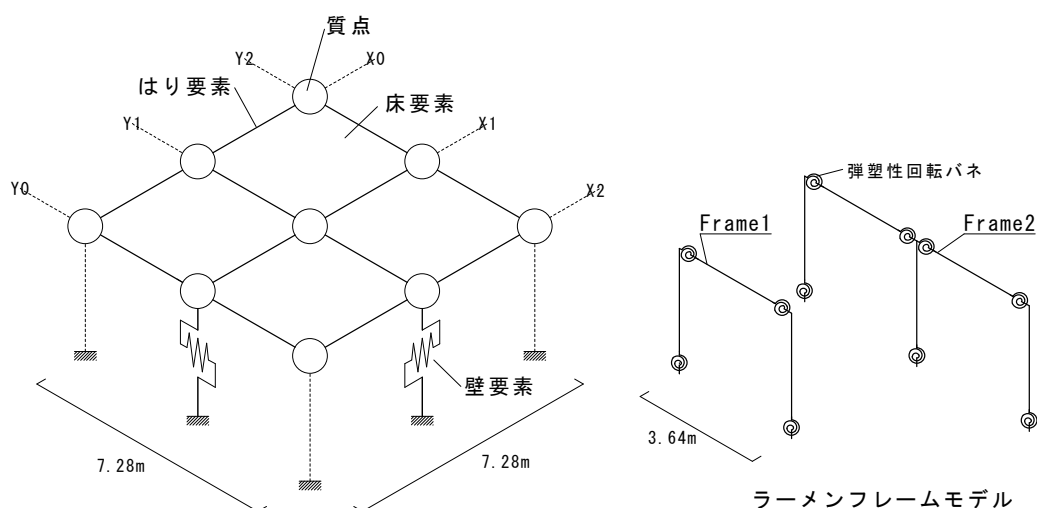 質点
Y2
X0
はり要素
床要素
Y1
X1
Y0
X2
弾塑性回転バネ
Frame1
Frame2
壁要素
3.64m
7.28m
7.28m
ラーメンフレームモデル